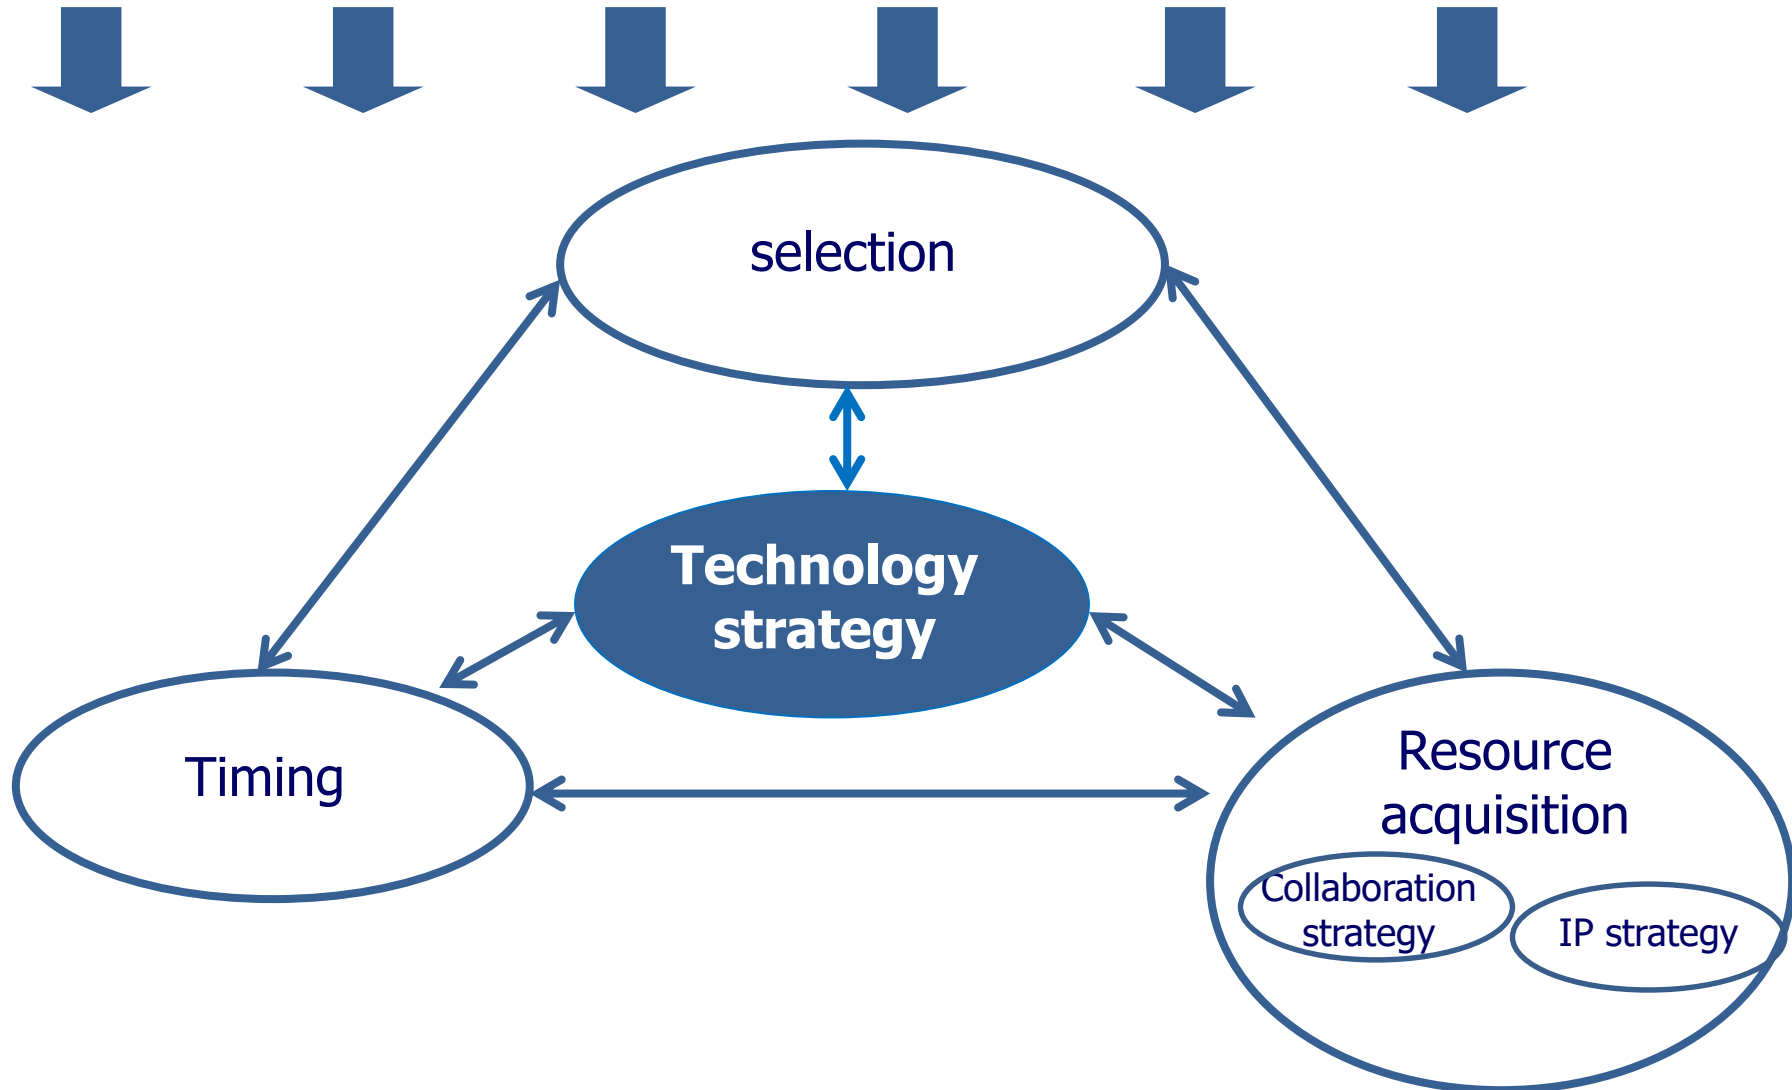 selection
Technology
strategy
Timing
Resource
acquisition
Collaboration
strategy
IP strategy